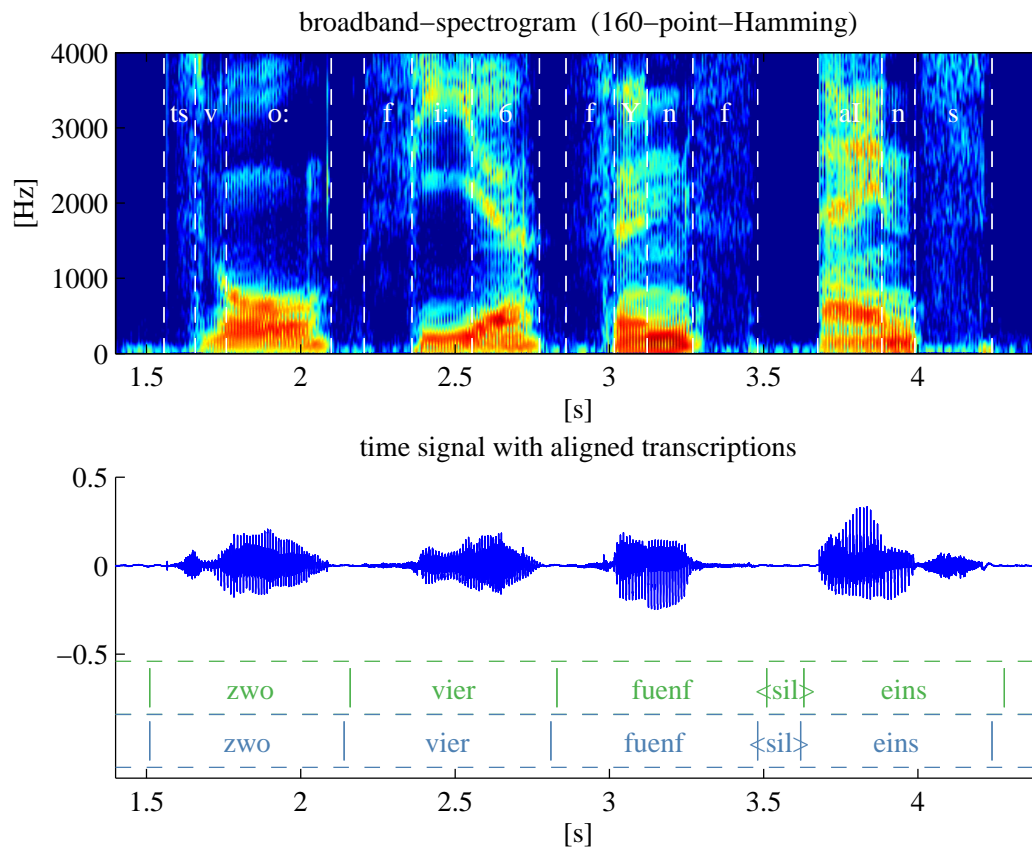 broadband−spectrogram (160−point−Hamming)
4000
3000
2000
1000
0
[Hz]
ts v o: f i: 6 f Y n f aI n s
1.5 2 2.5 3 3.5 4
[s]
time signal with aligned transcriptions
0.5
0
−0.5
zwo vier fuenf <sil> eins
zwo vier fuenf <sil> eins
1.5 2 2.5 3 3.5 4
[s]